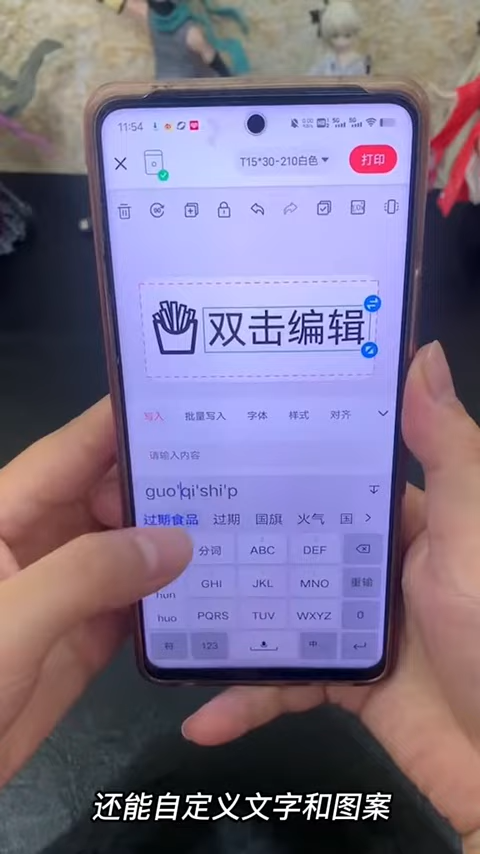 11:54
T15*30-210白色
打印
双击编辑
写入 批量写入 字体 样式 对齐
请输入内容
guo'qi'shi'p
过期食品 过期 国旗 火气 国
分词 ABC DEF
GHI JKL MNO 重输
hun
huo PQRS TUV WXYZ 0
符 123 中
还能自定义文字和图案